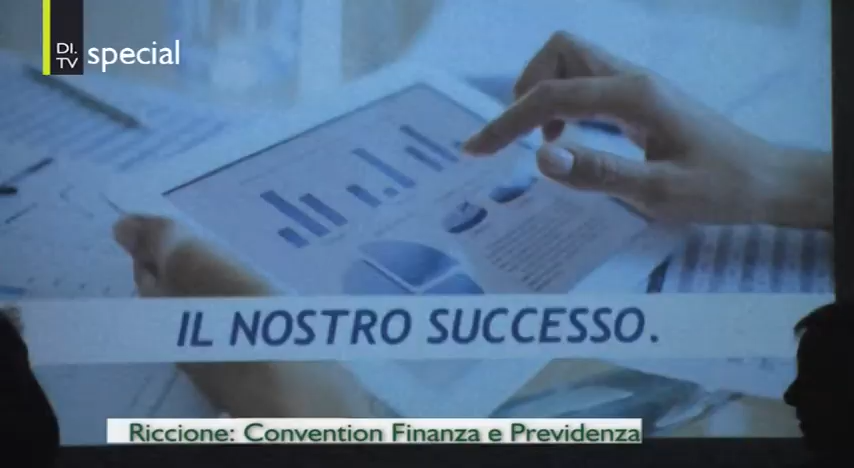 DI.
TV
special
IL NOSTRO SUCCESSO.
Riccione: Convention Finanza e Previdenza